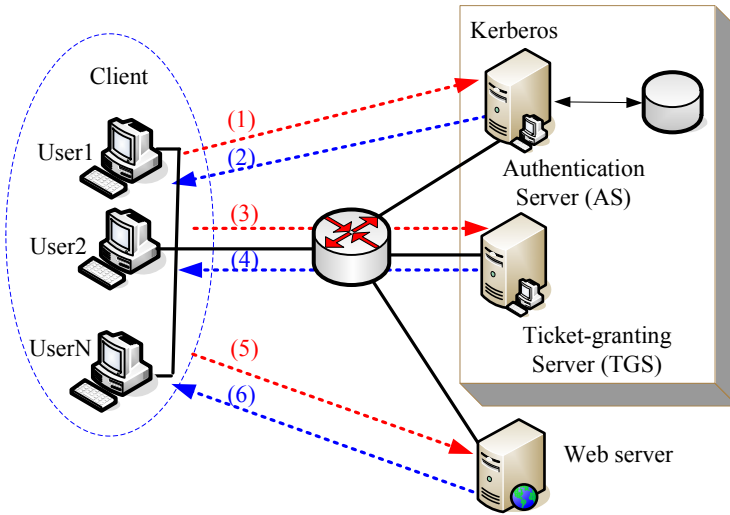 Kerberos
Client
(1)
User1
(2)
Authentication
Server (AS)
(3)
User2
(4)
Ticket-granting
Server (TGS)
UserN
(5)
(6)
Web server